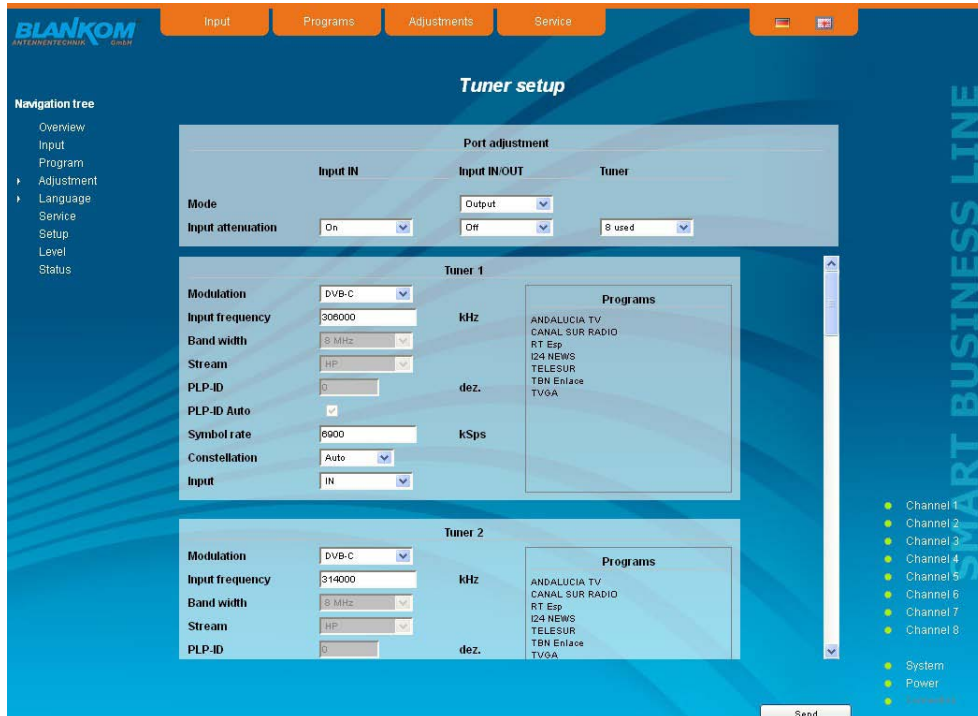 BLANKOM
ANTENNENTECHNIK GmbH
Input Programs Adjustments Service
Tuner setup
Navigation tree
Overview
Input
Program
Adjustment
Language
Service
Setup
Level
Status
Port adjustment
Input IN Input IN/OUT Tuner
Mode Output
Input attenuation On Off 8 used
Tuner 1
Modulation DVB-C
Input frequency 306000 kHz
Band width 8 MHz
Stream HP
PLP-ID 0 dez.
PLP-ID Auto
Symbol rate 6900 kSps
Constellation Auto
Input IN
Programs
ANDALUCIA TV
CANAL SUR RADIO
RT Esp
I24 NEWS
TELESUR
TBN Enlace
TVGA
Tuner 2
Modulation DVB-C
Input frequency 314000 kHz
Band width 8 MHz
Stream HP
PLP-ID 0 dez.
Programs
ANDALUCIA TV
CANAL SUR RADIO
RT Esp
I24 NEWS
TELESUR
TBN Enlace
TVGA
SMART BUSINESS LINE
Channel 1
Channel 2
Channel 3
Channel 4
Channel 5
Channel 6
Channel 7
Channel 8
System
Power
Send